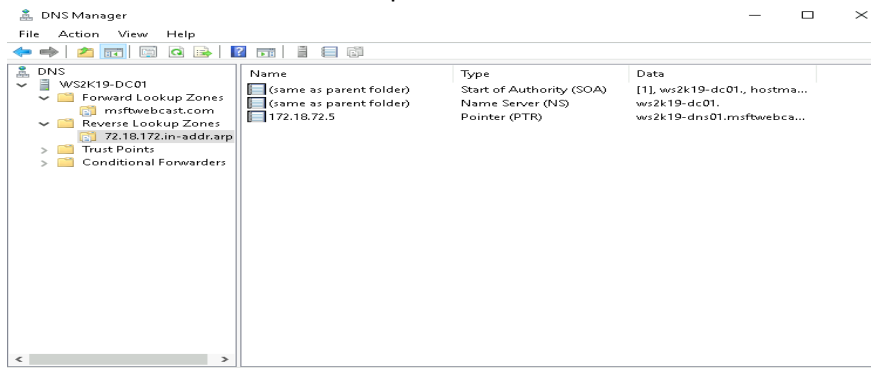 DNS Manager
File Action View Help
DNS
WS2K19-DC01
Forward Lookup Zones
msftwebcast.com
Reverse Lookup Zones
72.18.172.in-addr.arp
Trust Points
Conditional Forwarders
Name Type Data
(same as parent folder) Start of Authority (SOA) [1], ws2k19-dc01., hostma...
(same as parent folder) Name Server (NS) ws2k19-dc01.
172.18.72.5 Pointer (PTR) ws2k19-dns01.msftwebca...